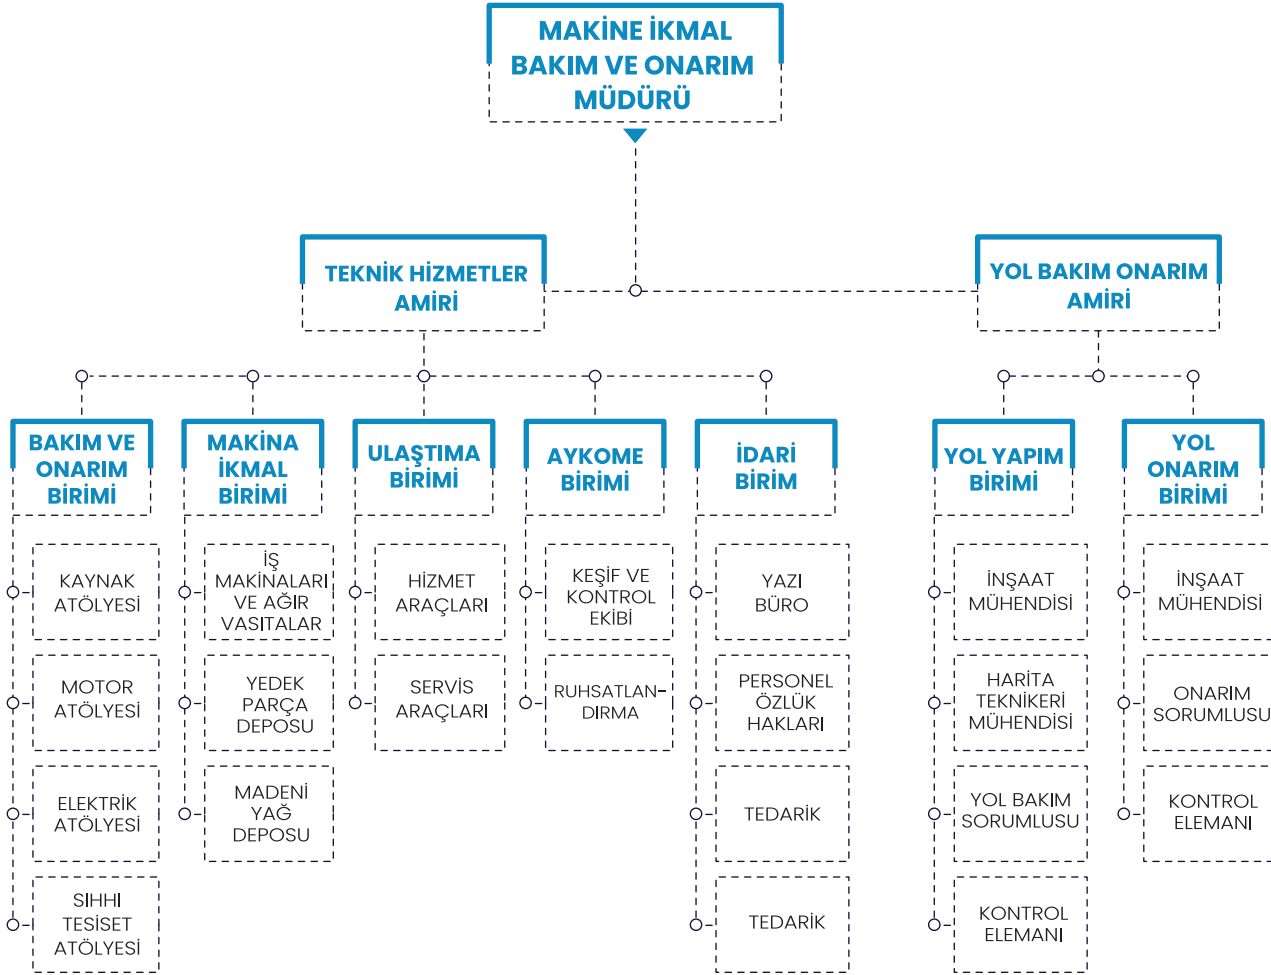 MAKİNE İKMAL
BAKIM VE ONARIM
MÜDÜRÜ
TEKNİK HİZMETLER
AMİRİ
YOL BAKIM ONARIM
AMİRİ
BAKIM VE
ONARIM
BİRİMİ
MAKİNA
İKMAL
BİRİMİ
ULAŞTIMA
BİRİMİ
AYKOME
BİRİMİ
İDARİ
BİRİM
YOL YAPIM
BİRİMİ
YOL
ONARIM
BİRİMİ
KAYNAK
ATÖLYESİ
MOTOR
ATÖLYESİ
ELEKTRİK
ATÖLYESİ
SIHHI
TESİSET
ATÖLYESİ
İŞ
MAKİNALARI
VE AĞIR
VASITALAR
YEDEK
PARÇA
DEPOSU
MADENİ
YAĞ
DEPOSU
HİZMET
ARAÇLARI
SERVİS
ARAÇLARI
KEŞİF VE
KONTROL
EKİBİ
RUHSATLAN-
DIRMA
YAZI
BÜRO
PERSONEL
ÖZLÜK
HAKLARI
TEDARİK
TEDARİK
İNŞAAT
MÜHENDİSİ
HARİTA
TEKNİKERİ
MÜHENDİSİ
YOL BAKIM
SORUMLUSU
KONTROL
ELEMANI
İNŞAAT
MÜHENDİSİ
ONARIM
SORUMLUSU
KONTROL
ELEMANI